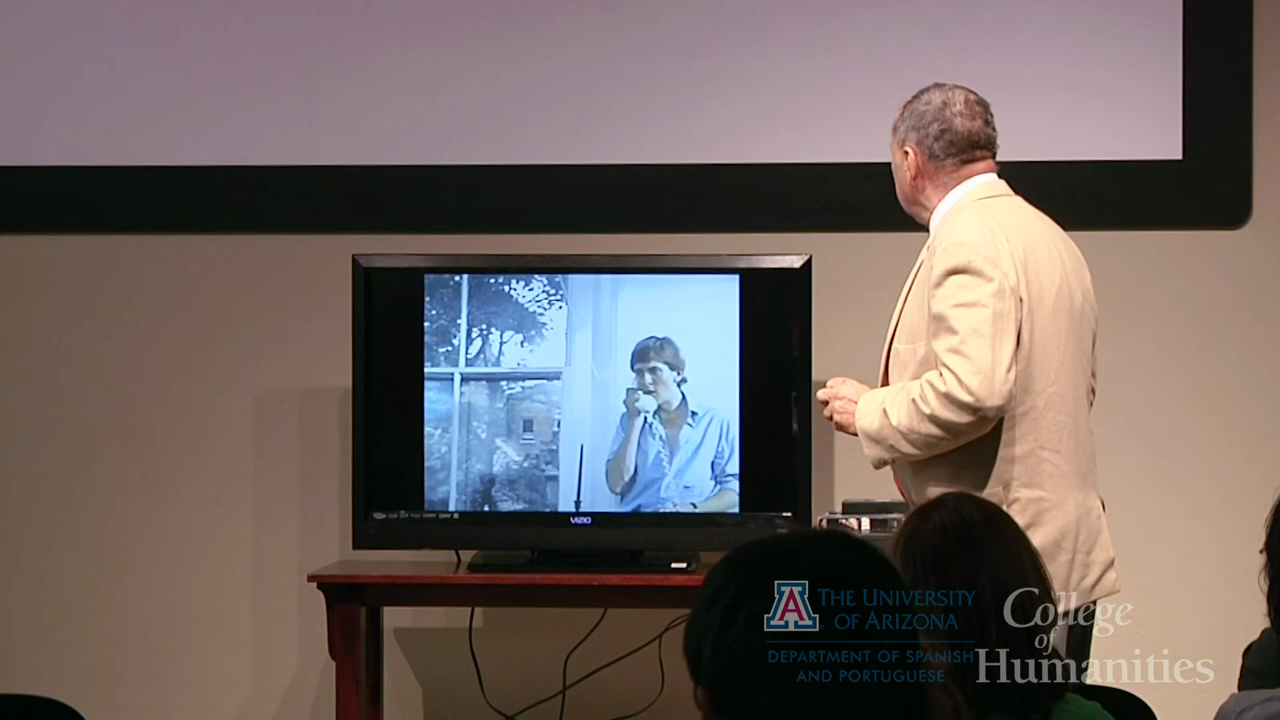 VIZIO
A
THE UNIVERSITY
OF ARIZONA
DEPARTMENT OF SPANISH
AND PORTUGUESE
College
of
Humanities